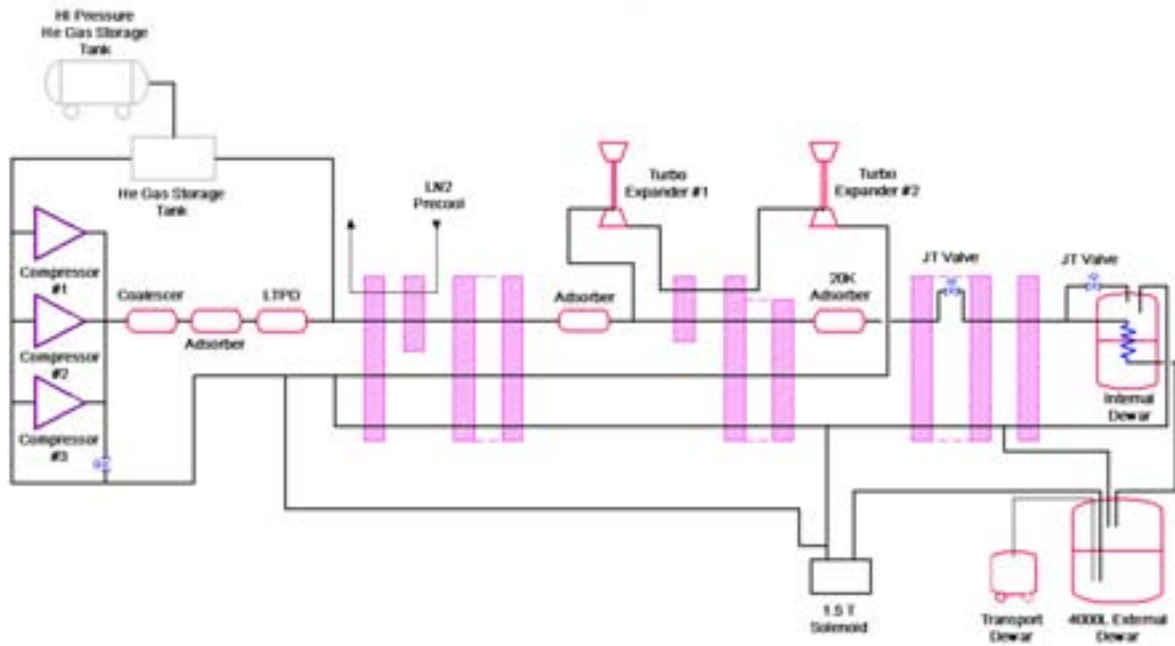 HI Pressure
He Gas Storage
Tank
He Gas Storage
Tank
LN2
Precool
Turbo
Expander #1
Turbo
Expander #2
Compressor
#1
Coalescer
LTPD
Adsorber
Adsorber
20K
Adsorber
JT Valve
JT Valve
Compressor
#2
Compressor
#3
Internal
Dewar
1.5 T
Solenoid
Transport
Dewar
4000L External
Dewar